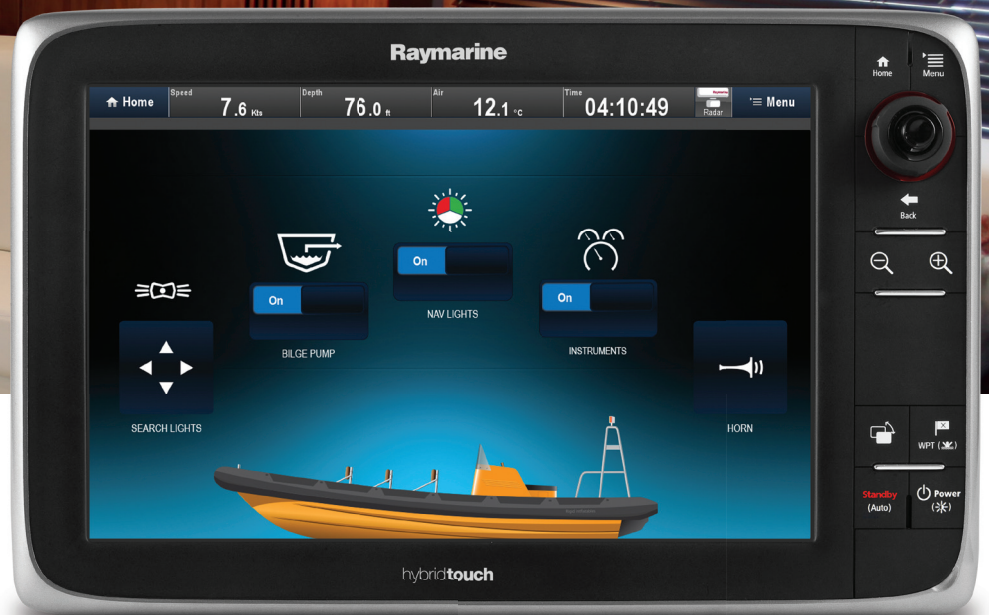 Raymarine
Home
Menu
Home
Speed
7.6 Kts
Depth
76.0 ft
Air
12.1 °C
Time
04:10:49
Raymarine
Radar
Menu
Back
On
NAV LIGHTS
On
BILGE PUMP
On
INSTRUMENTS
SEARCH LIGHTS
HORN
WPT ( )
Standby
(Auto)
Power
hybridtouch